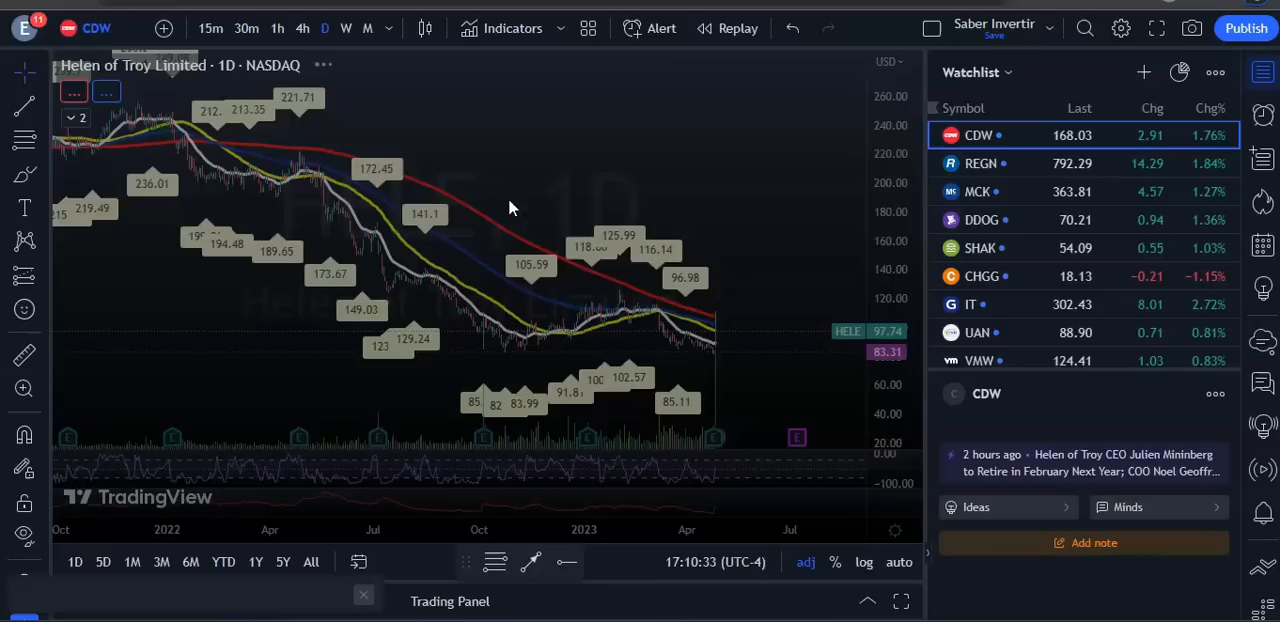 E 11 CDW 15m 30m 1h 4h D W M Indicators Alert Replay Saber Invertir Save Publish
Helen of Troy Limited · 1D · NASDAQ
USD
... ...
2
212. 213.35 221.71
236.01
219.49
194.48 189.65
172.45
173.67
149.03
141.1
129.24
105.59
125.99
116.14
96.98
83.99
102.57
85.11
HELE, 1D
260.00
240.00
220.00
200.00
180.00
160.00
140.00
120.00
HELE 97.74
83.31
60.00
40.00
20.00
0.00
−100.00
E E E E E E E E
TradingView
Oct 2022 Apr Jul Oct 2023 Apr Jul
1D 5D 1M 3M 6M YTD 1Y 5Y All
17:10:33 (UTC-4) adj % log auto
Trading Panel
Watchlist
Symbol Last Chg Chg%
CDW 168.03 2.91 1.76%
REGN 792.29 14.29 1.84%
MCK 363.81 4.57 1.27%
DDOG 70.21 0.94 1.36%
SHAK 54.09 0.55 1.03%
CHGG 18.13 −0.21 −1.15%
IT 302.43 8.01 2.72%
UAN 88.90 0.71 0.81%
VMW 124.41 1.03 0.83%
C CDW
2 hours ago • Helen of Troy CEO Julien Mininberg
to Retire in February Next Year; COO Noel Geoffr...
Ideas Minds
Add note